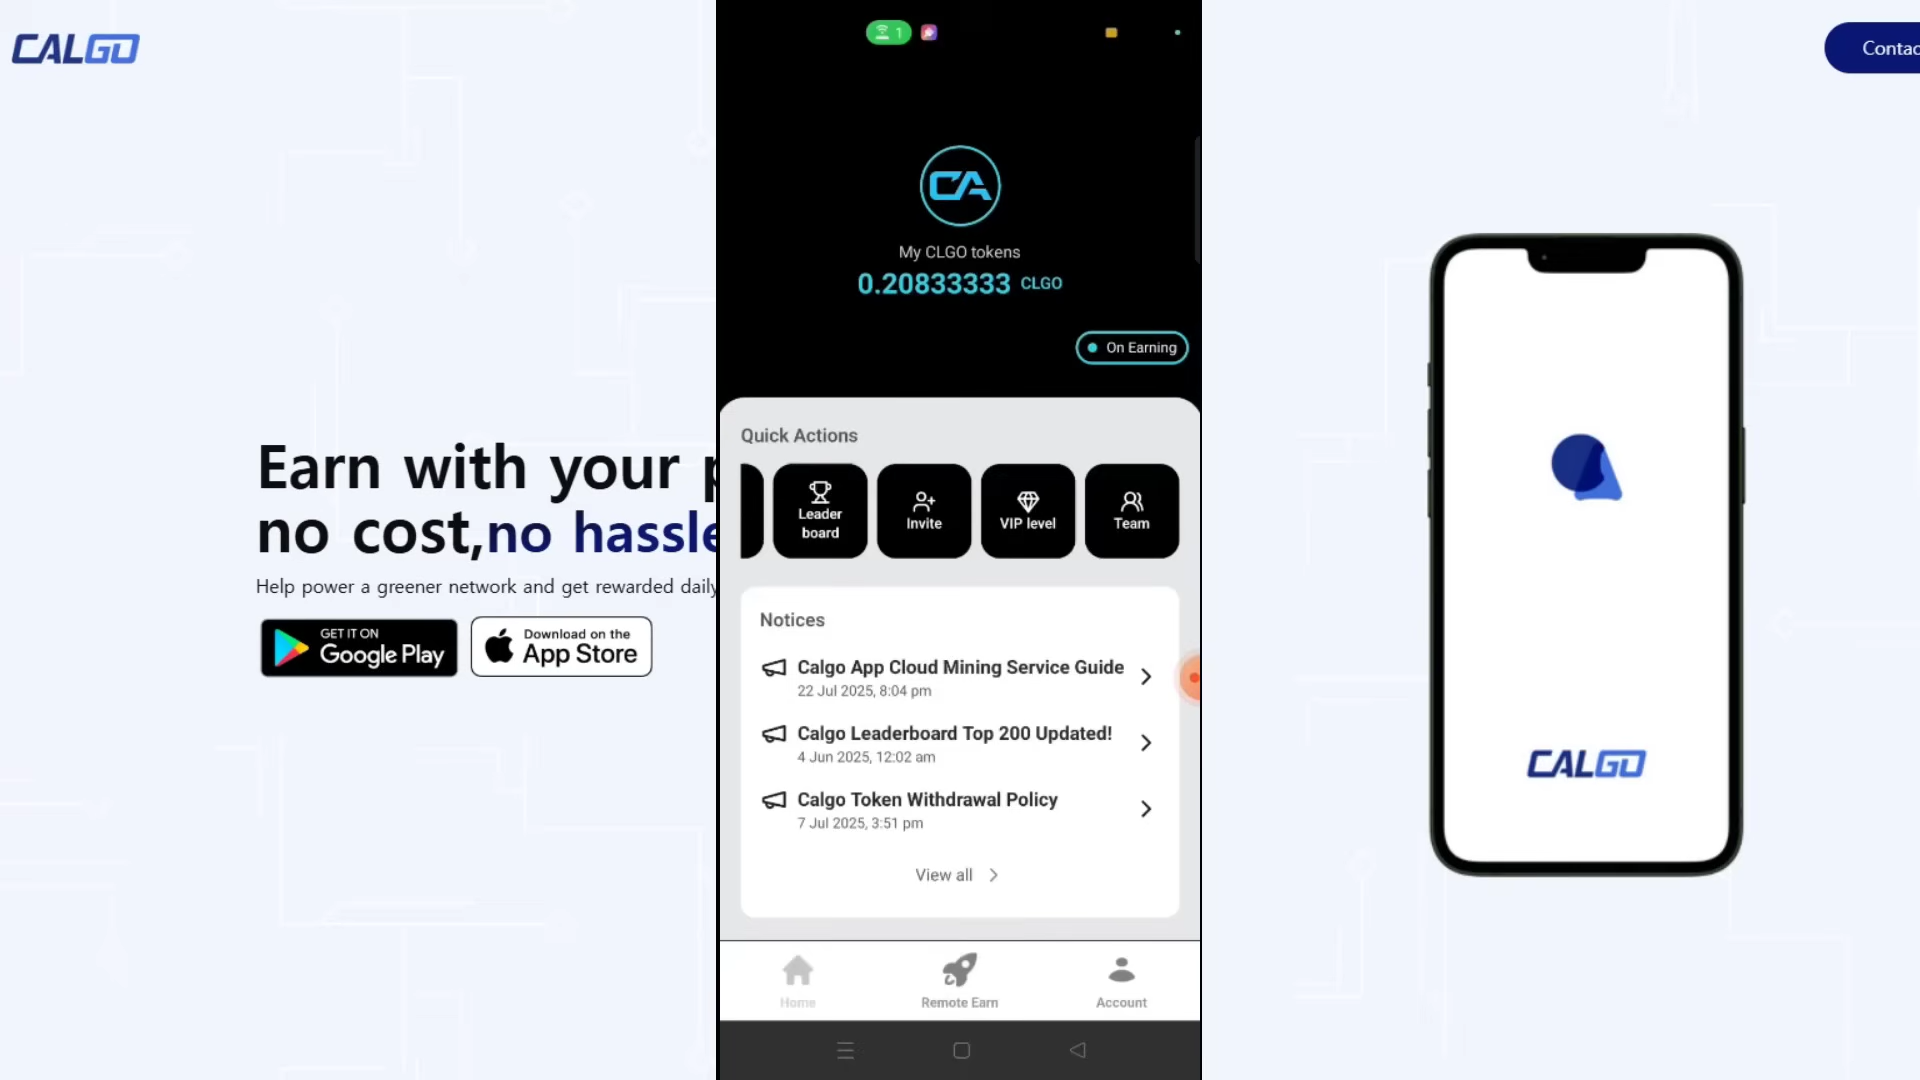 CALGO
Contac
Earn with your p
no cost,no hassle
Help power a greener network and get rewarded daily
GET IT ON
Google Play
Download on the
App Store
1
CA
My CLGO tokens
0.20833333 CLGO
On Earning
Quick Actions
Leader
board
Invite
VIP level
Team
Notices
Calgo App Cloud Mining Service Guide
22 Jul 2025, 8:04 pm
Calgo Leaderboard Top 200 Updated!
4 Jun 2025, 12:02 am
Calgo Token Withdrawal Policy
7 Jul 2025, 3:51 pm
View all
Home
Remote Earn
Account
CALGO